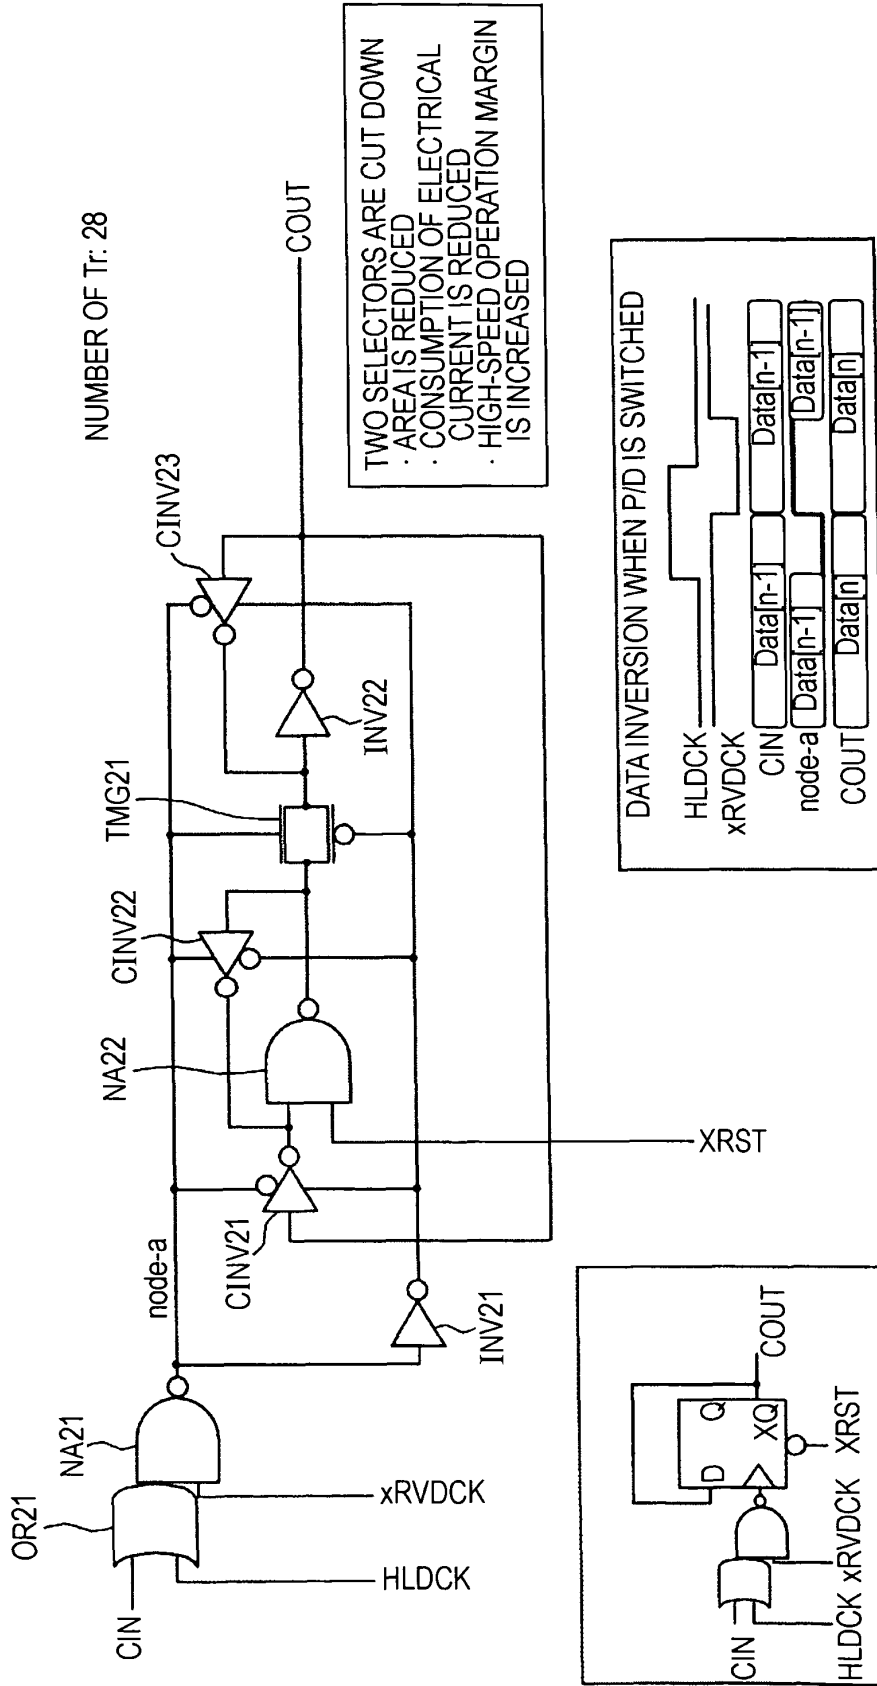 NUMBER OF Tr: 28
OR21
NA21
node-a
CIN
HLDCK
xRVDCK
INV21
CINV21
NA22
CINV22
TMG21
CINV23
INV22
COUT
XRST
TWO SELECTORS ARE CUT DOWN
· AREA IS REDUCED
· CONSUMPTION OF ELECTRICAL
CURRENT IS REDUCED
· HIGH-SPEED OPERATION MARGIN
IS INCREASED
CIN
HLDCK xRVDCK XRST
D Q
XQ
COUT
DATA INVERSION WHEN P/D IS SWITCHED
HLDCK
xRVDCK
CIN Data[n-1] Data[n-1]
node-a Data[n-1] Data[n-1]
COUT Data[n] Data[n]